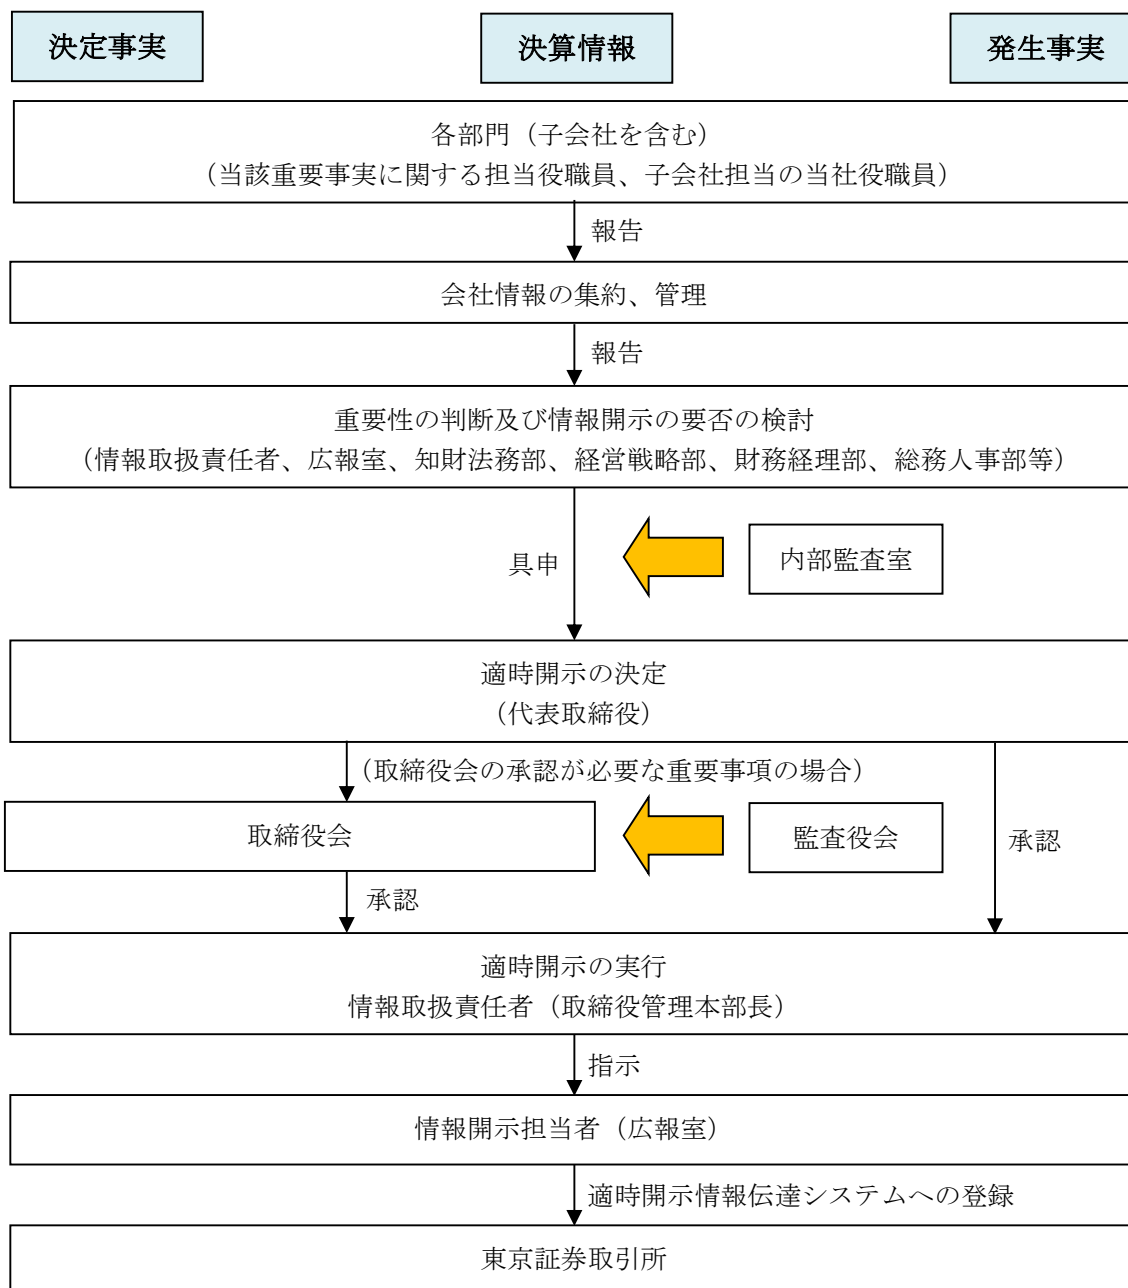 決定事実
決算情報
発生事実
各部門（子会社を含む）
（当該重要事実に関する担当役職員、子会社担当の当社役職員）
報告
会社情報の集約、管理
報告
重要性の判断及び情報開示の要否の検討
（情報取扱責任者、広報室、知財法務部、経営戦略部、財務経理部、総務人事部等）
具申
内部監査室
適時開示の決定
（代表取締役）
（取締役会の承認が必要な重要事項の場合）
取締役会
監査役会
承認
承認
適時開示の実行
情報取扱責任者（取締役管理本部長）
指示
情報開示担当者（広報室）
適時開示情報伝達システムへの登録
東京証券取引所